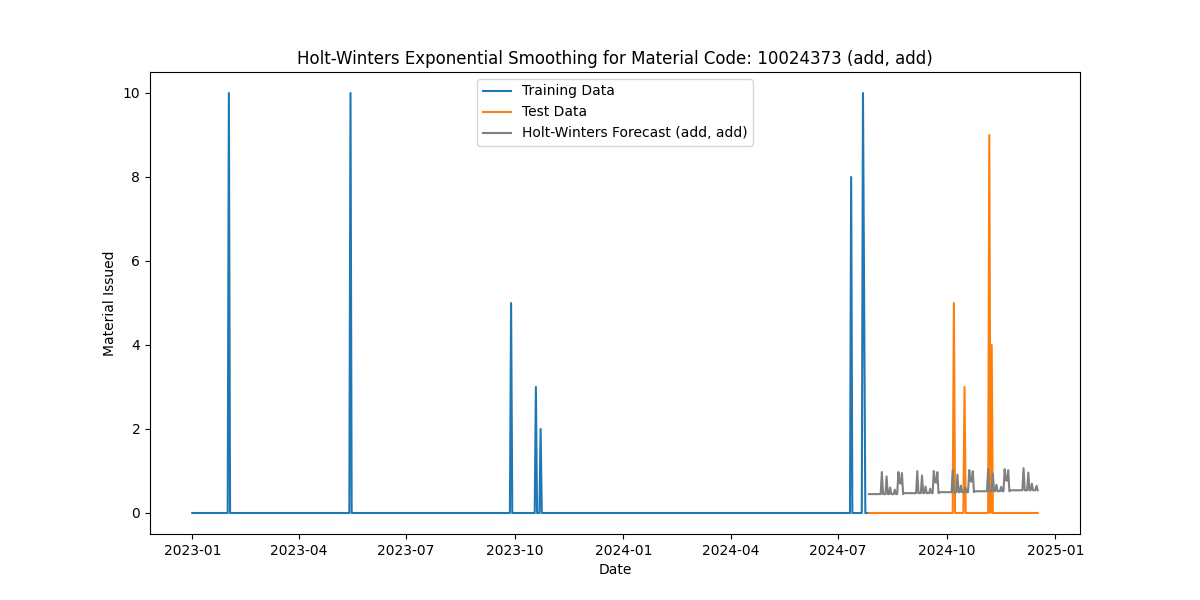 Holt-Winters Exponential Smoothing for Material Code: 10024373 (add, add)
Training Data
Test Data
Holt-Winters Forecast (add, add)
Material Issued
10
8
6
4
2
0
2023-01 2023-04 2023-07 2023-10 2024-01 2024-04 2024-07 2024-10 2025-01
Date